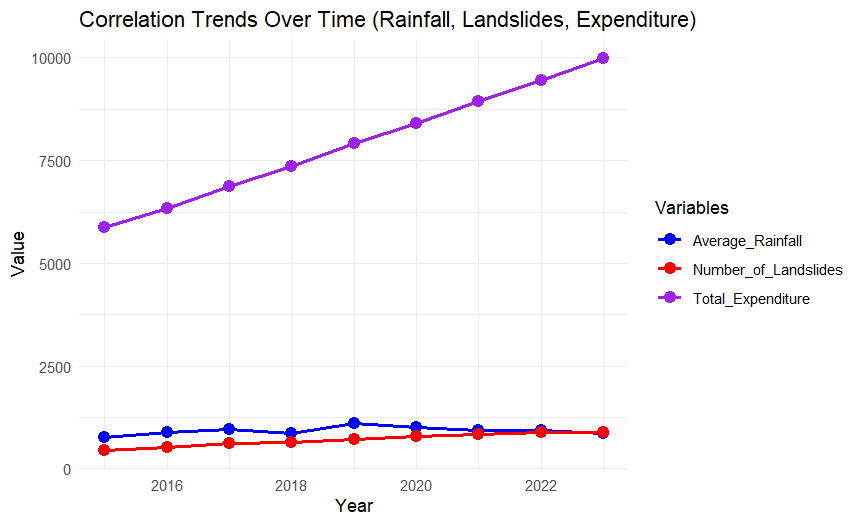 Correlation Trends Over Time (Rainfall, Landslides, Expenditure)
10000
7500
5000
2500
0
Value
2016 2018 2020 2022
Year
Variables
Average_Rainfall
Number_of_Landslides
Total_Expenditure